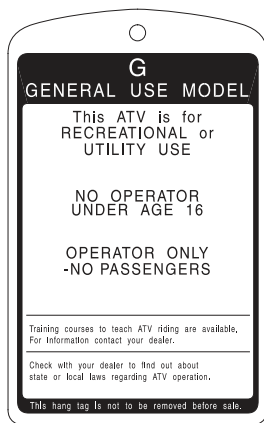 G
GENERAL USE MODEL
This ATV is for
RECREATIONAL or
UTILITY USE
NO OPERATOR
UNDER AGE 16
OPERATOR ONLY
-NO PASSENGERS
Training courses to teach ATV riding are available.
For Information contact your dealer.
Check with your dealer to find out about
state or local laws regarding ATV operation.
This hang tag is not to be removed before sale.